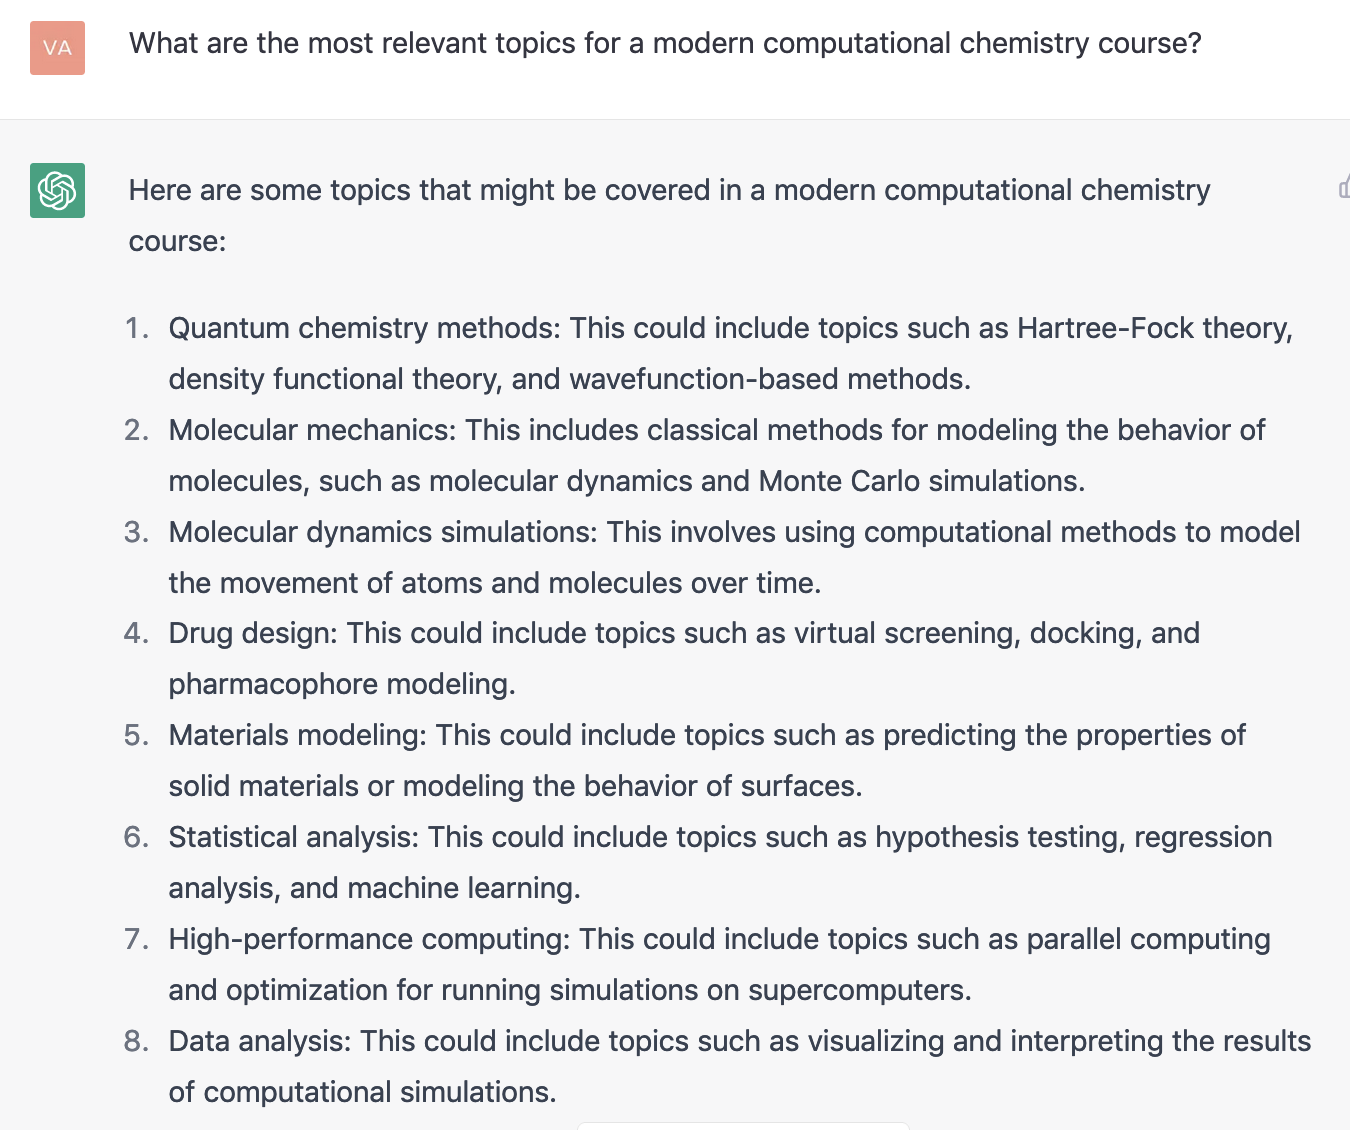 VA
What are the most relevant topics for a modern computational chemistry course?
Here are some topics that might be covered in a modern computational chemistry
course:
1. Quantum chemistry methods: This could include topics such as Hartree-Fock theory,
density functional theory, and wavefunction-based methods.
2. Molecular mechanics: This includes classical methods for modeling the behavior of
molecules, such as molecular dynamics and Monte Carlo simulations.
3. Molecular dynamics simulations: This involves using computational methods to model
the movement of atoms and molecules over time.
4. Drug design: This could include topics such as virtual screening, docking, and
pharmacophore modeling.
5. Materials modeling: This could include topics such as predicting the properties of
solid materials or modeling the behavior of surfaces.
6. Statistical analysis: This could include topics such as hypothesis testing, regression
analysis, and machine learning.
7. High-performance computing: This could include topics such as parallel computing
and optimization for running simulations on supercomputers.
8. Data analysis: This could include topics such as visualizing and interpreting the results
of computational simulations.